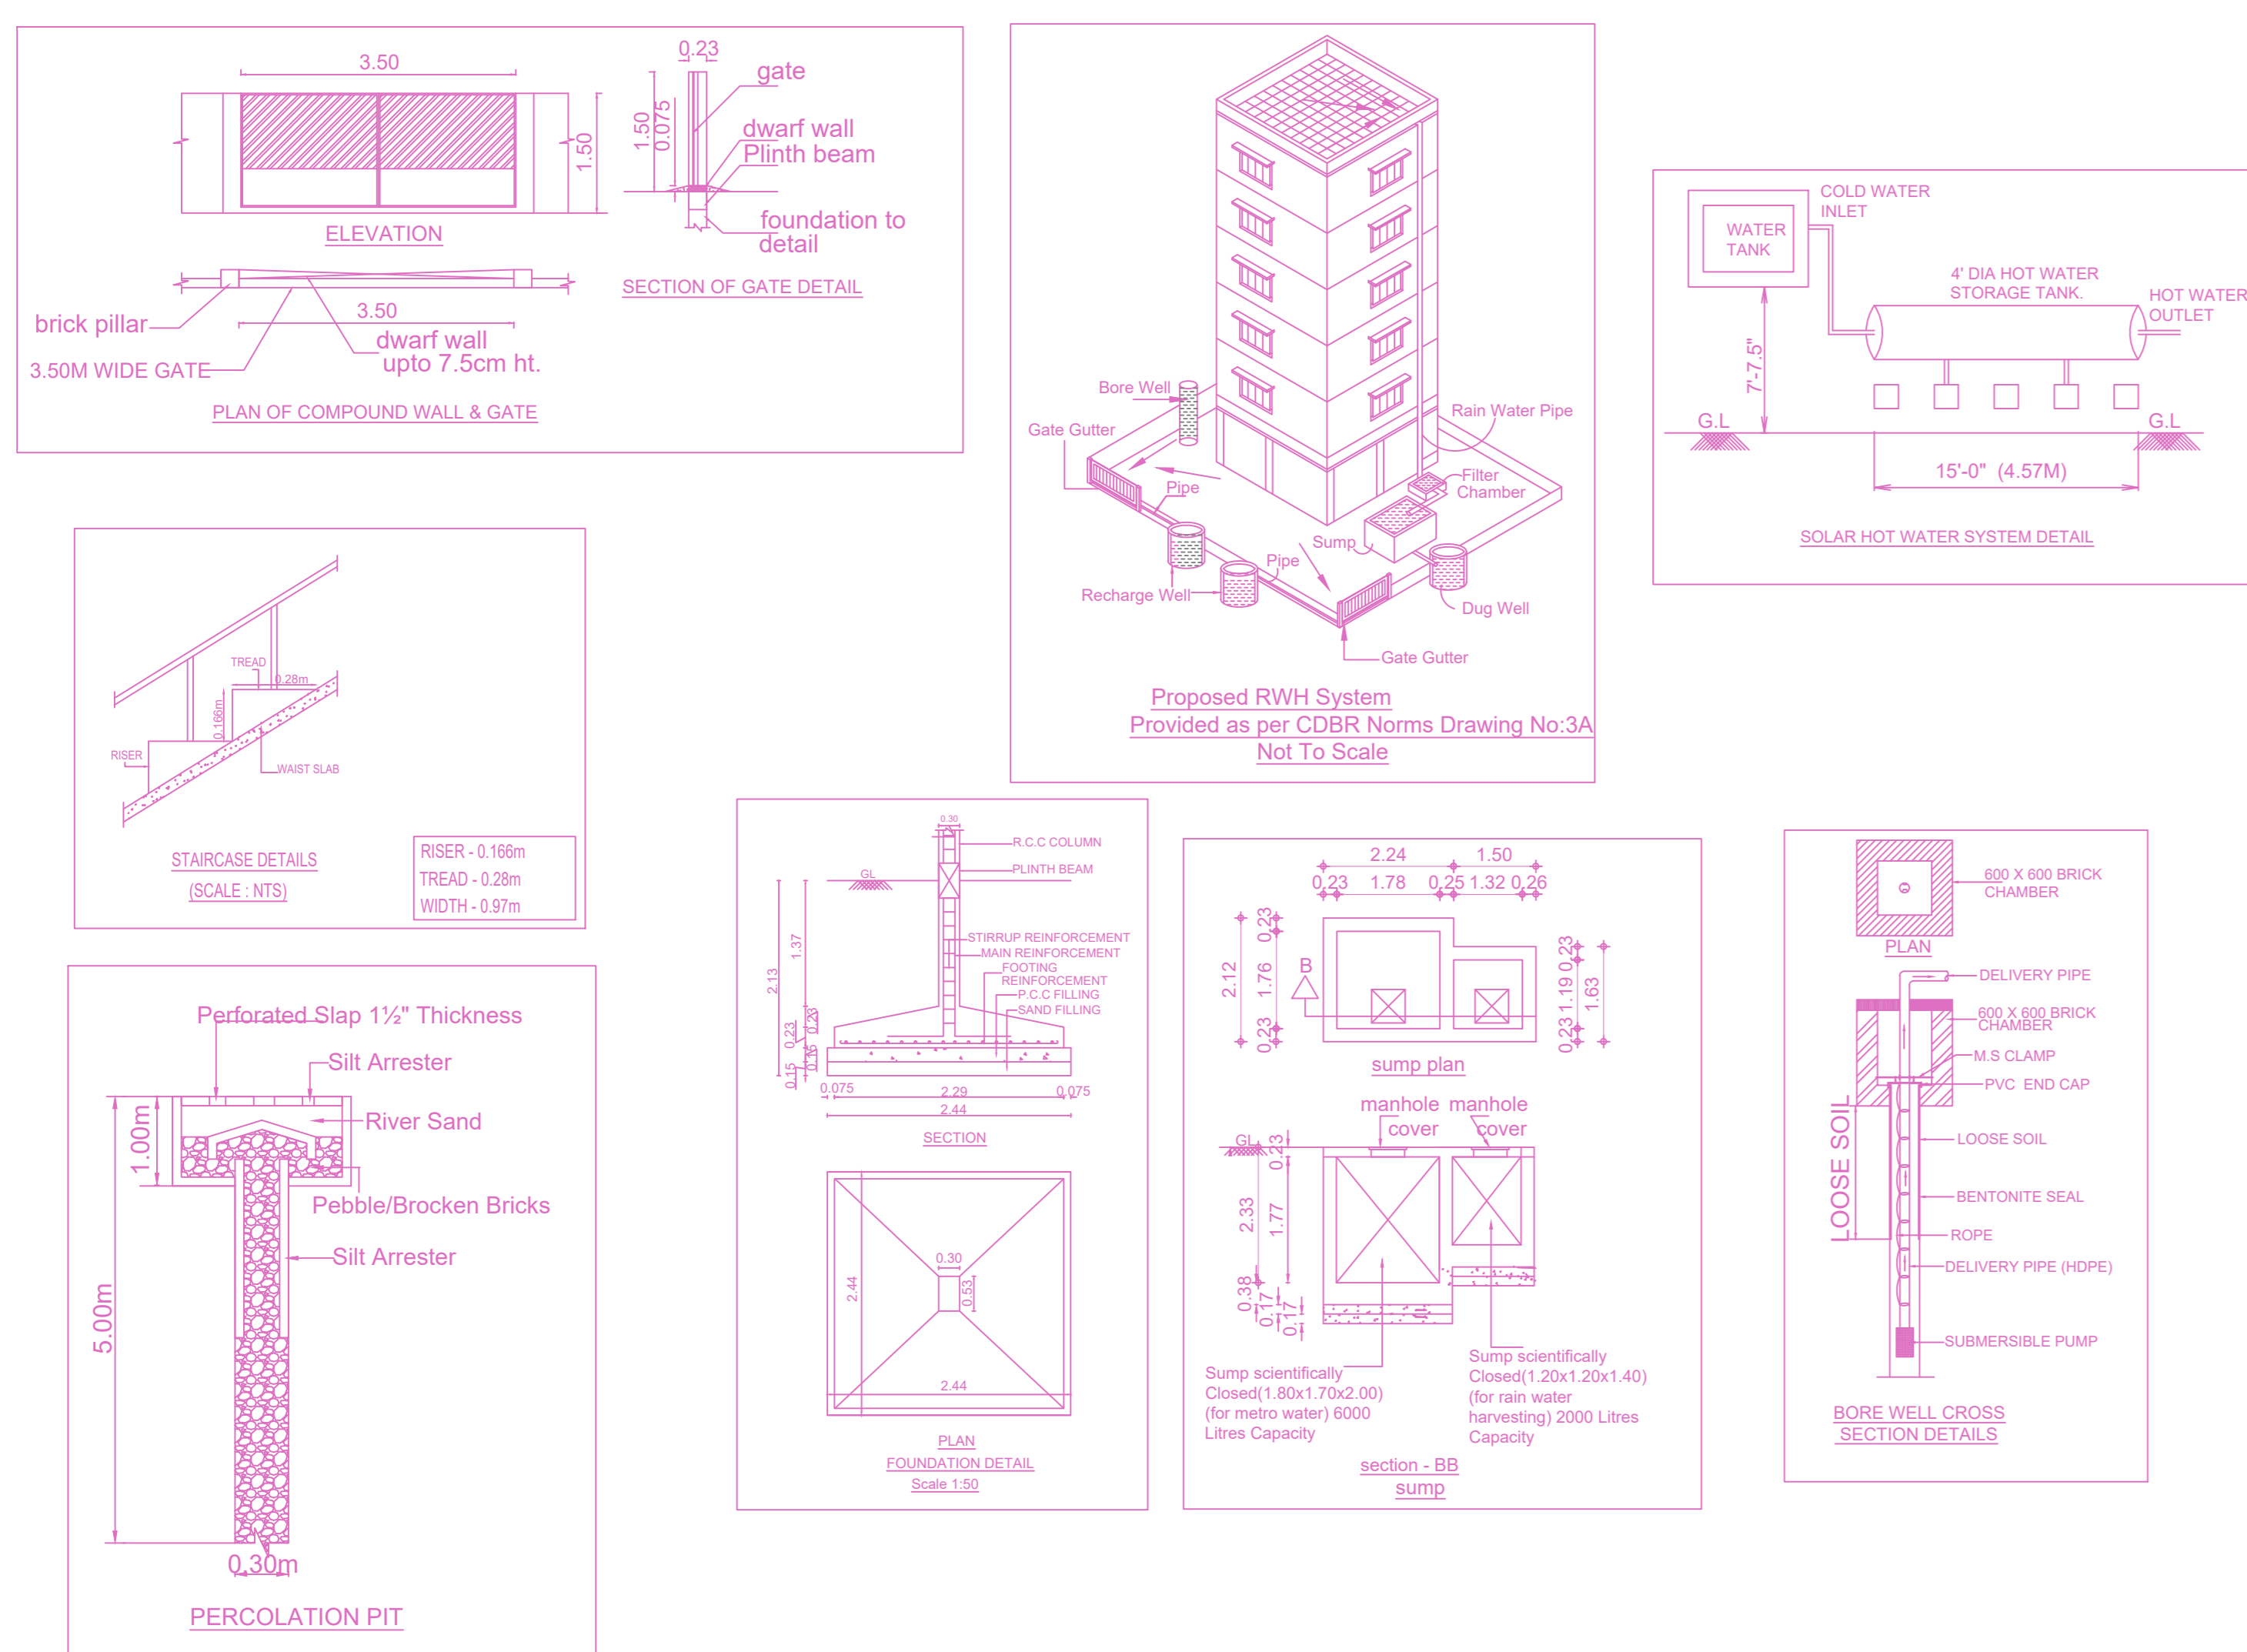 3.50
1.50
ELEVATION
3.50
brick pillar
dwarf wall
upto 7.5cm ht.
3.50M WIDE GATE
PLAN OF COMPOUND WALL & GATE
0.23
gate
1.50
0.075
dwarf wall
Plinth beam
foundation to
detail
SECTION OF GATE DETAIL
Bore Well
Gate Gutter
Pipe
Rain Water Pipe
Filter
Chamber
Sump
Pipe
Recharge Well
Dug Well
Gate Gutter
Proposed RWH System
Provided as per CDBR Norms Drawing No:3A
Not To Scale
COLD WATER
INLET
WATER
TANK
4' DIA HOT WATER
STORAGE TANK.
HOT WATER
OUTLET
7'-7.5"
G.L
G.L
15'-0" (4.57M)
SOLAR HOT WATER SYSTEM DETAIL
TREAD
0.28m
0.166m
RISER
WAIST SLAB
STAIRCASE DETAILS
(SCALE : NTS)
RISER - 0.166m
TREAD - 0.28m
WIDTH - 0.97m
Perforated Slap 1½" Thickness
Silt Arrester
River Sand
1.00m
Pebble/Brocken Bricks
Silt Arrester
5.00m
0.30m
PERCOLATION PIT
0.30
R.C.C COLUMN
PLINTH BEAM
GL
1.37
2.13
STIRRUP REINFORCEMENT
MAIN REINFORCEMENT
FOOTING
REINFORCEMENT
P.C.C FILLING
SAND FILLING
0.23
0.23
0.15
0.15
0.075
2.29
0.075
2.44
SECTION
0.30
0.53
2.44
2.44
PLAN
FOUNDATION DETAIL
Scale 1:50
2.24
1.50
0.23
1.78
0.25
1.32
0.26
0.23
2.12
1.76
0.23
B
0.23
1.19
1.63
0.23
sump plan
manhole
cover
manhole
cover
GL
0.23
2.33
1.77
0.38
0.17
0.17
Sump scientifically
Closed(1.80x1.70x2.00)
(for metro water) 6000
Litres Capacity
Sump scientifically
Closed(1.20x1.20x1.40)
(for rain water
harvesting) 2000 Litres
Capacity
section - BB
sump
600 X 600 BRICK
CHAMBER
PLAN
DELIVERY PIPE
600 X 600 BRICK
CHAMBER
M.S CLAMP
PVC END CAP
LOOSE SOIL
LOOSE SOIL
BENTONITE SEAL
ROPE
DELIVERY PIPE (HDPE)
SUBMERSIBLE PUMP
BORE WELL CROSS
SECTION DETAILS